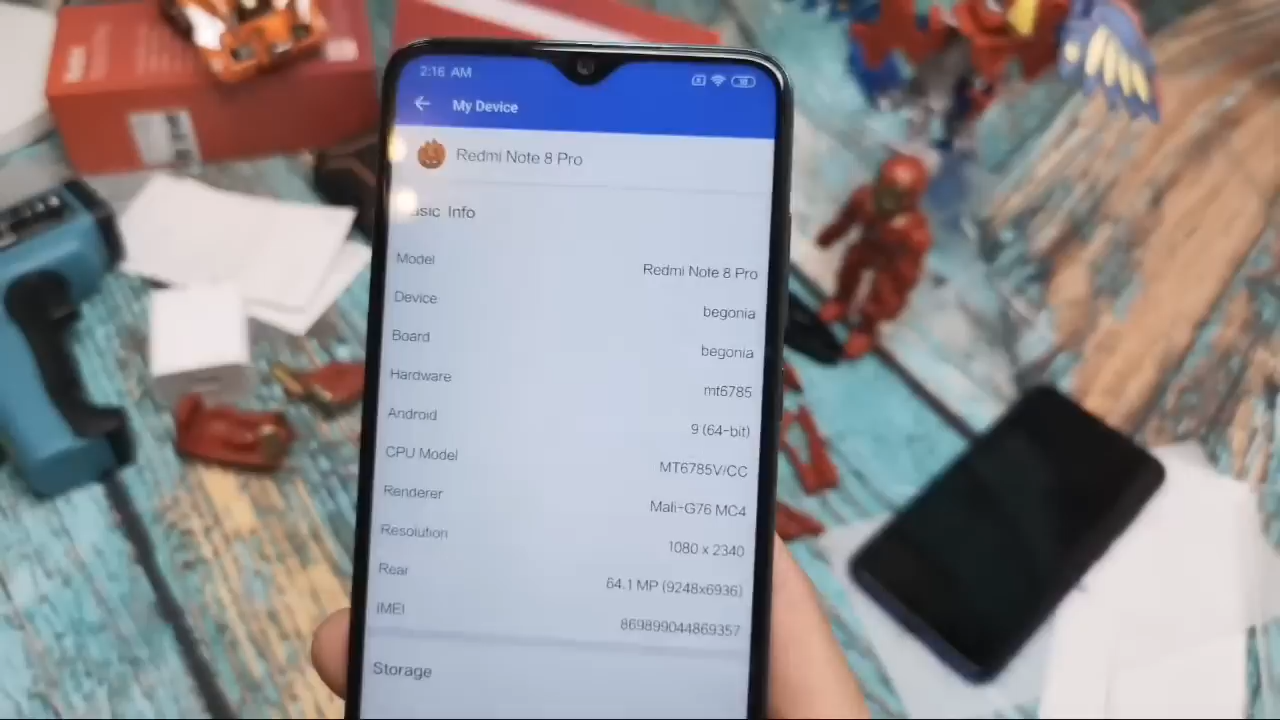 2:16 AM
My Device
Redmi Note 8 Pro
asic Info
Model Redmi Note 8 Pro
Device begonia
Board begonia
Hardware mt6785
Android 9 (64-bit)
CPU Model MT6785V/CC
Renderer Mali-G76 MC4
Resolution 1080 x 2340
Rear 64.1 MP (9248x6936)
IMEI 869899044869357
Storage